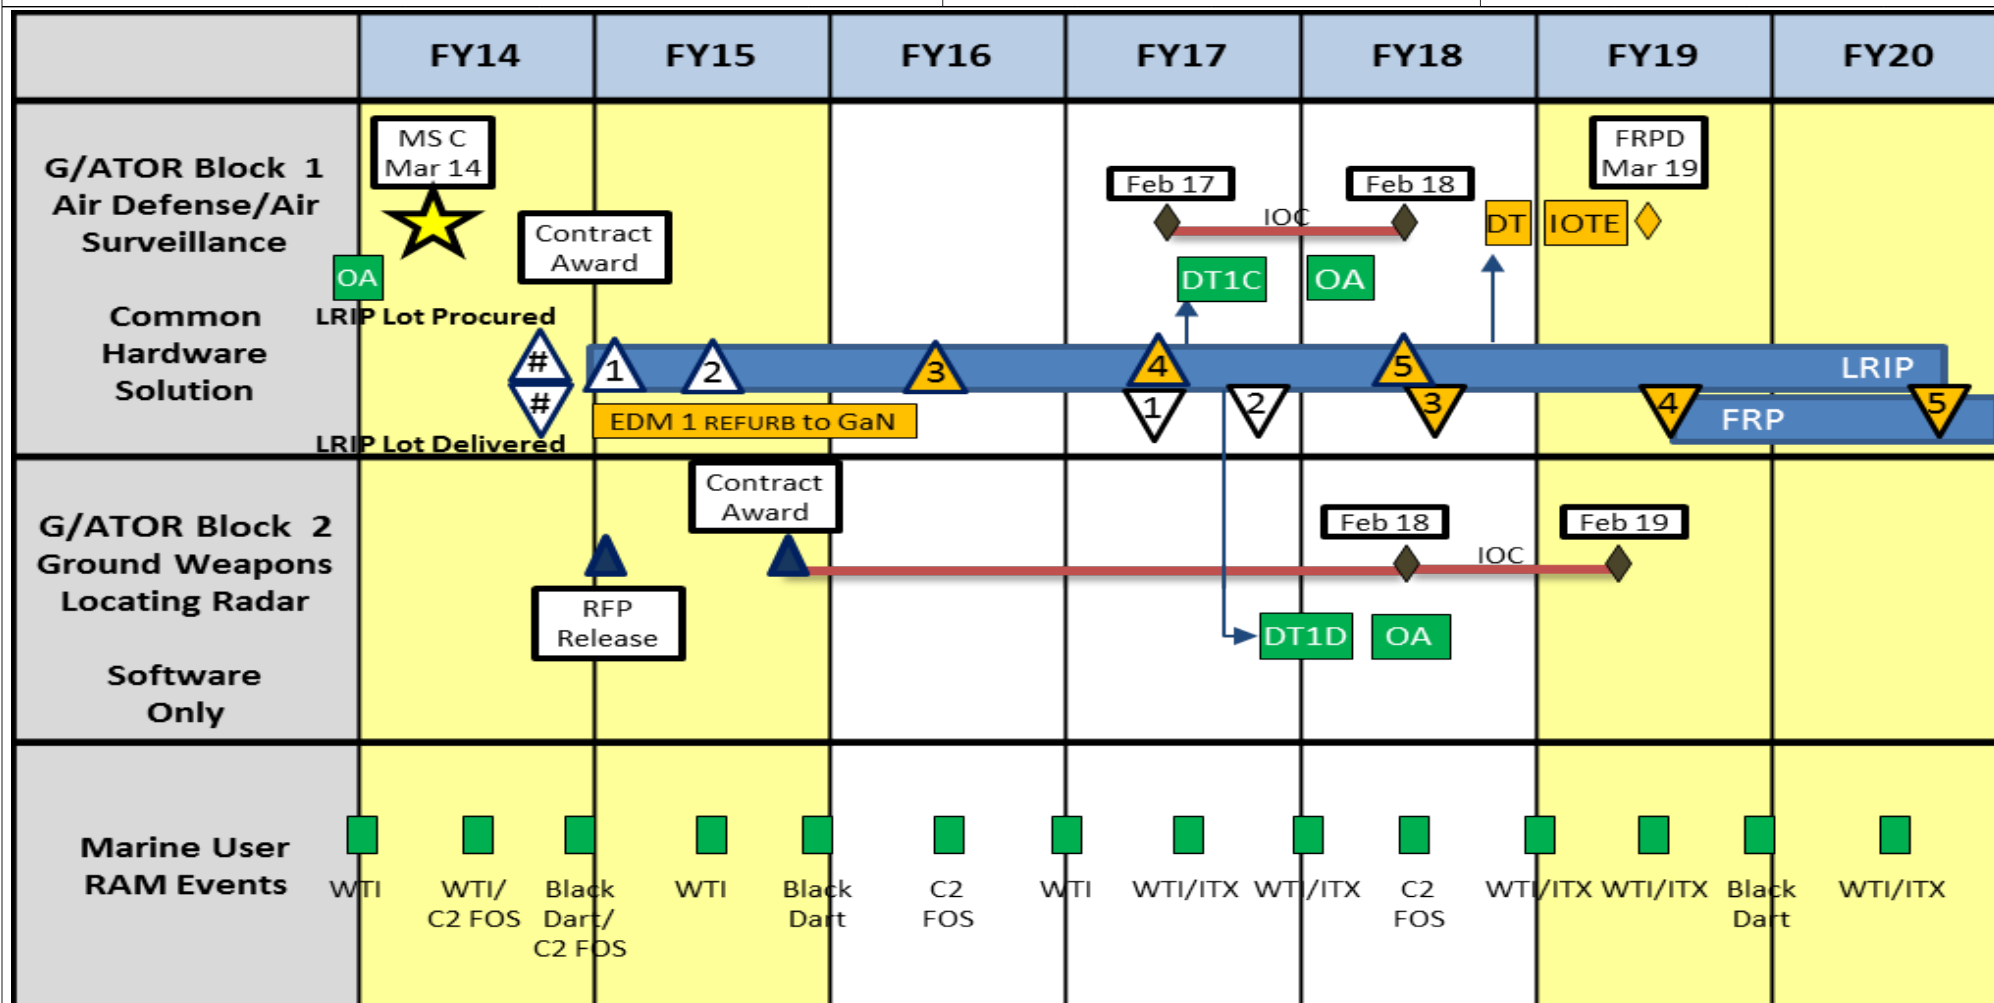 FY14
FY15
FY16
FY17
FY18
FY19
FY20
G/ATOR Block 1
Air Defense/Air
Surveillance
Common
Hardware
Solution
MS C
Mar 14
Contract
Award
OA
LRIP Lot Procured
#
#
LRIP Lot Delivered
Feb 17
IOC
Feb 18
DT
IOTE
FRPD
Mar 19
DT1C
OA
1
2
3
4
5
LRIP
EDM 1 REFURB to GaN
1
2
3
4
FRP
5
G/ATOR Block 2
Ground Weapons
Locating Radar
Software
Only
Contract
Award
RFP
Release
Feb 18
IOC
Feb 19
DT1D
OA
Marine User
RAM Events
WTI
WTI/
C2 FOS
Black
Dart/
C2 FOS
WTI
Black
Dart
C2
FOS
WTI
WTI/ITX
WTI/ITX
C2
FOS
WTI/ITX
WTI/ITX
Black
Dart
WTI/ITX